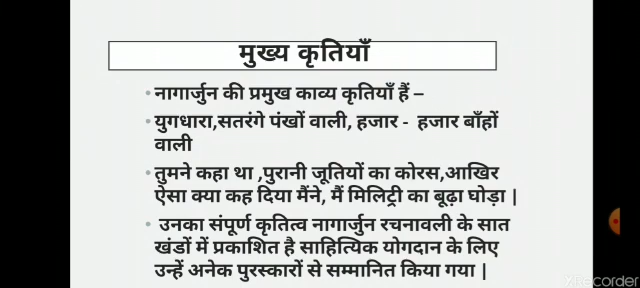 मुख्य कृतियाँ
नागार्जुन की प्रमुख काव्य कृतियाँ हैं –
युगधारा,सतरंगे पंखों वाली, हजार - हजार बाँहों
वाली
तुमने कहा था ,पुरानी जूतियों का कोरस,आखिर
ऐसा क्या कह दिया मैंने, मैं मिलिट्री का बूढ़ा घोड़ा |
उनका संपूर्ण कृतित्व नागार्जुन रचनावली के सात
खंडों में प्रकाशित है साहित्यिक योगदान के लिए
उन्हें अनेक पुरस्कारों से सम्मानित किया गया |
XRecorder